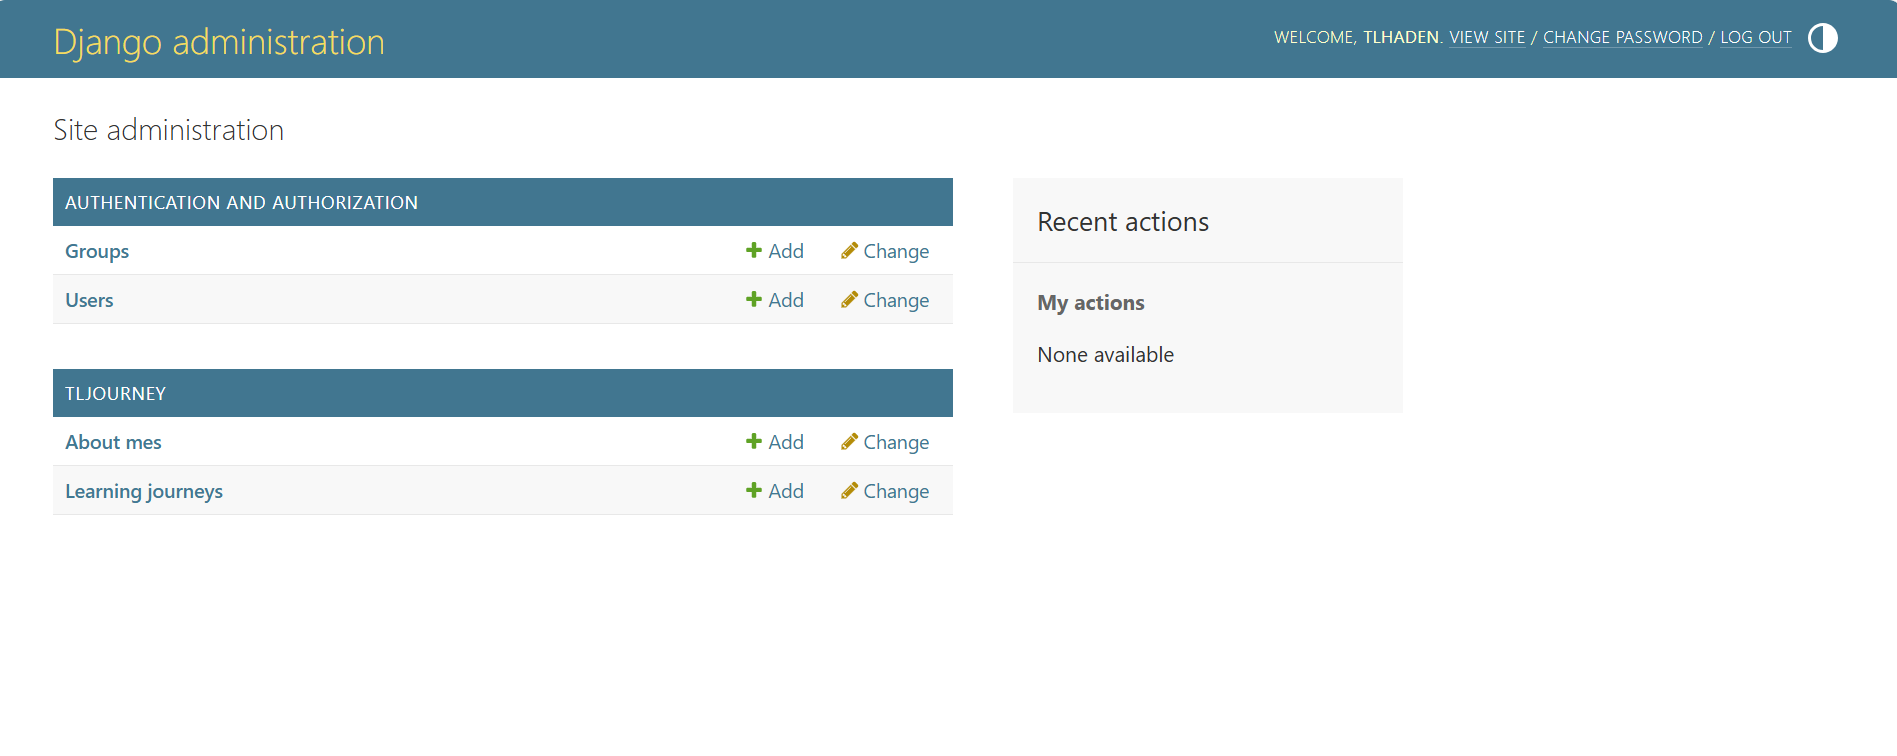 Django administration
WELCOME, TLHADEN. VIEW SITE / CHANGE PASSWORD / LOG OUT
Site administration
AUTHENTICATION AND AUTHORIZATION
Groups Add Change
Users Add Change
TLJOURNEY
About mes Add Change
Learning journeys Add Change
Recent actions
My actions
None available